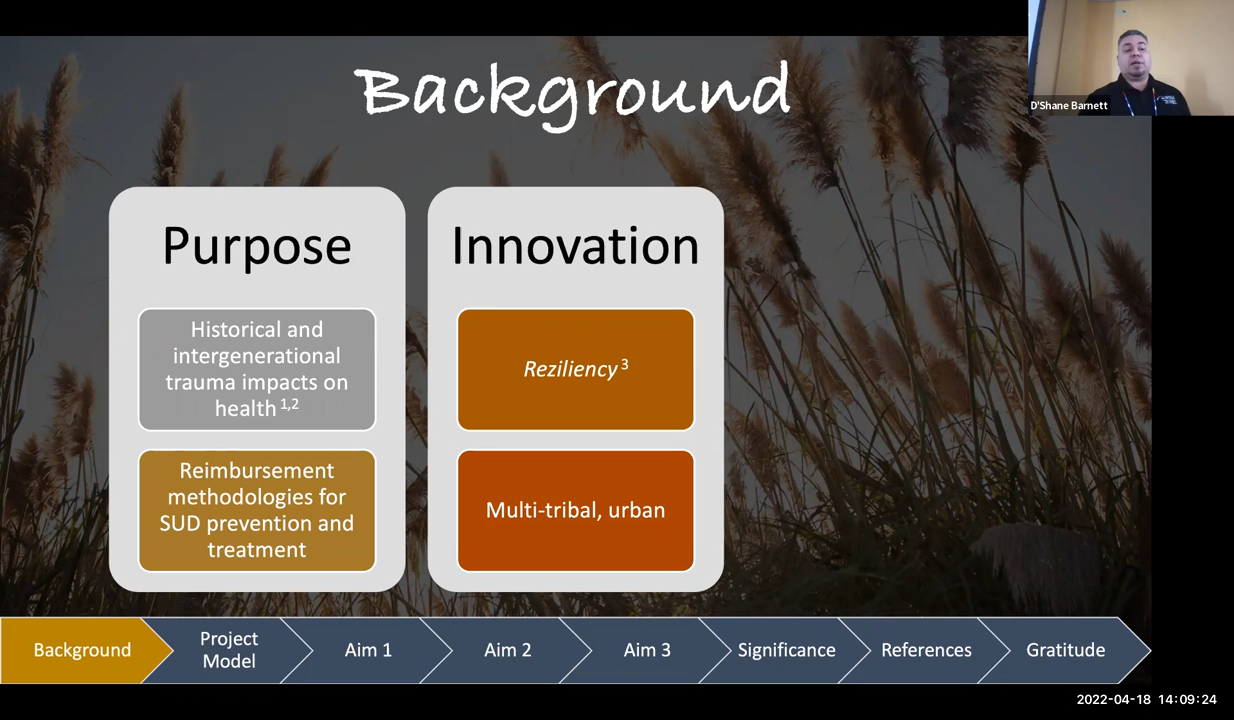 Background
D'Shane Barnett
Purpose
Historical and
intergenerational
trauma impacts on
health 1,2
Reimbursement
methodologies for
SUD prevention and
treatment
Innovation
Reziliency 3
Multi-tribal, urban
Background
Project
Model
Aim 1
Aim 2
Aim 3
Significance
References
Gratitude
2022-04-18 14:09:24